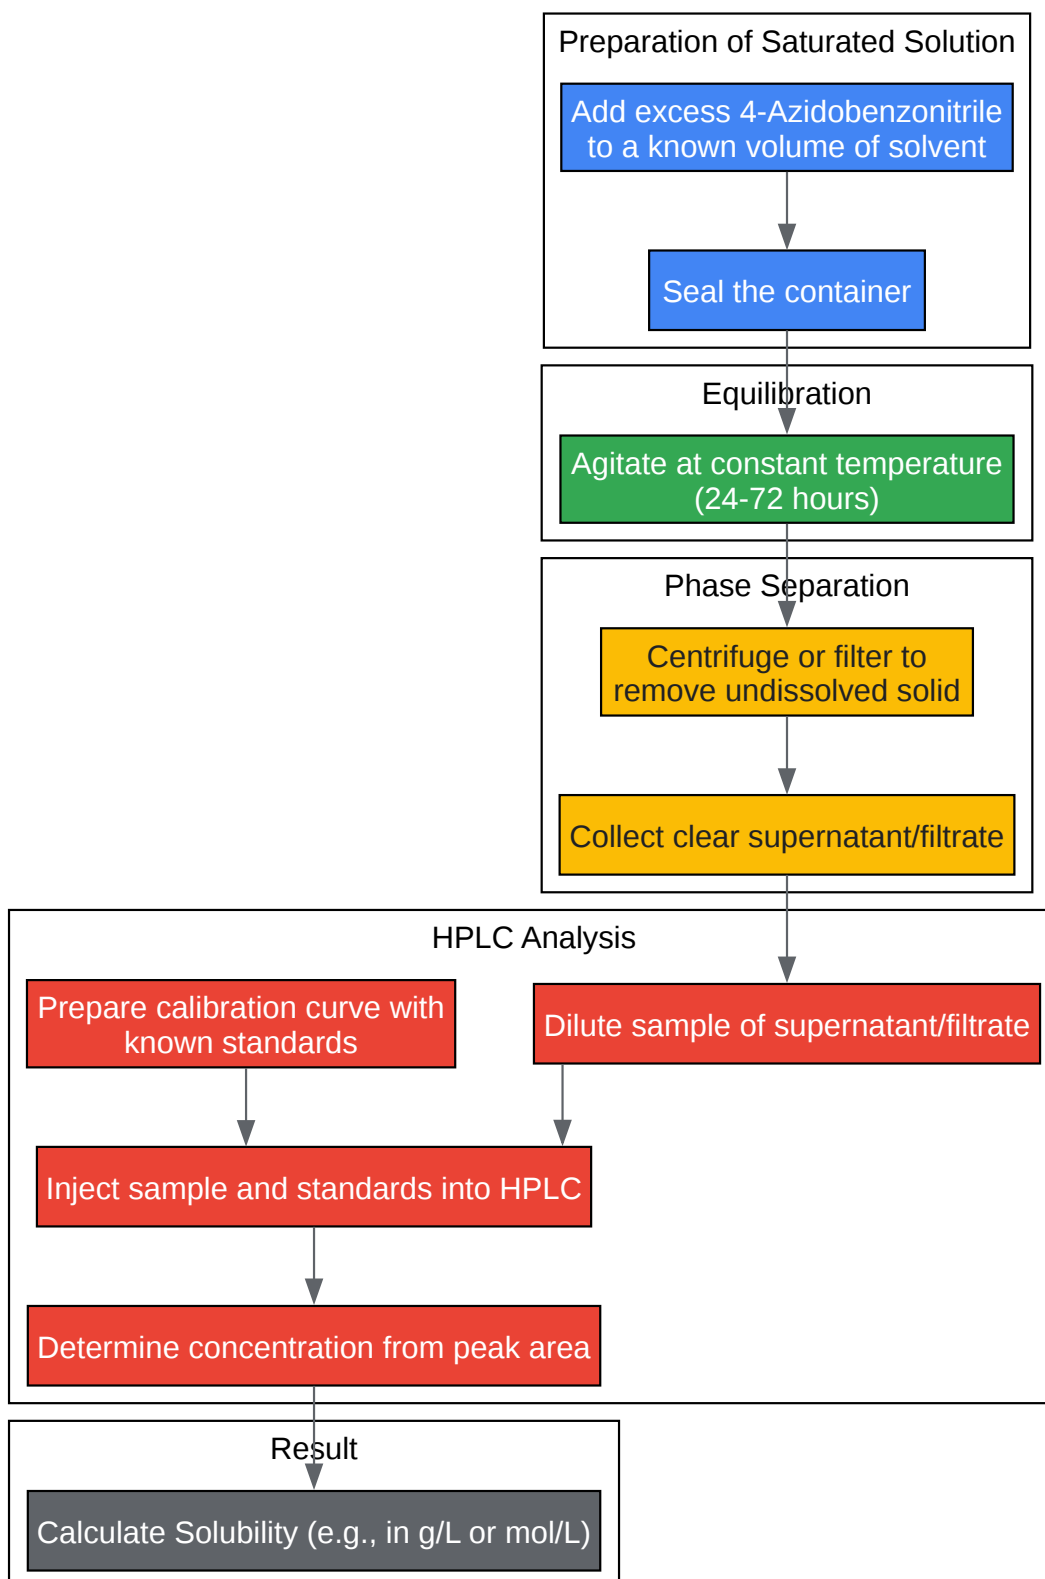 Preparation of Saturated Solution
Add excess 4-Azidobenzonitrile
to a known volume of solvent
Seal the container
Equilibration
Agitate at constant temperature
(24-72 hours)
Phase Separation
Centrifuge or filter to
remove undissolved solid
Collect clear supernatant/filtrate
HPLC Analysis
Prepare calibration curve with
known standards
Dilute sample of supernatant/filtrate
Inject sample and standards into HPLC
Determine concentration from peak area
Result
Calculate Solubility (e.g., in g/L or mol/L)